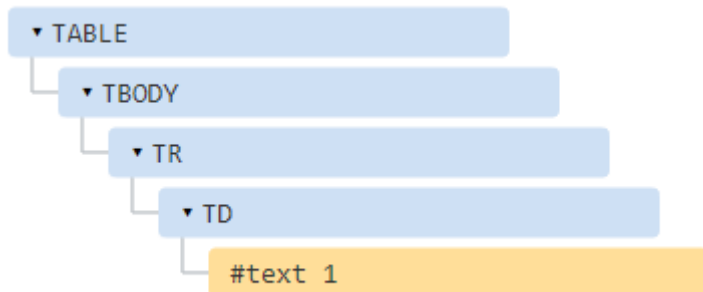 ▾ TABLE
▾ TBODY
▾ TR
▾ TD
#text 1